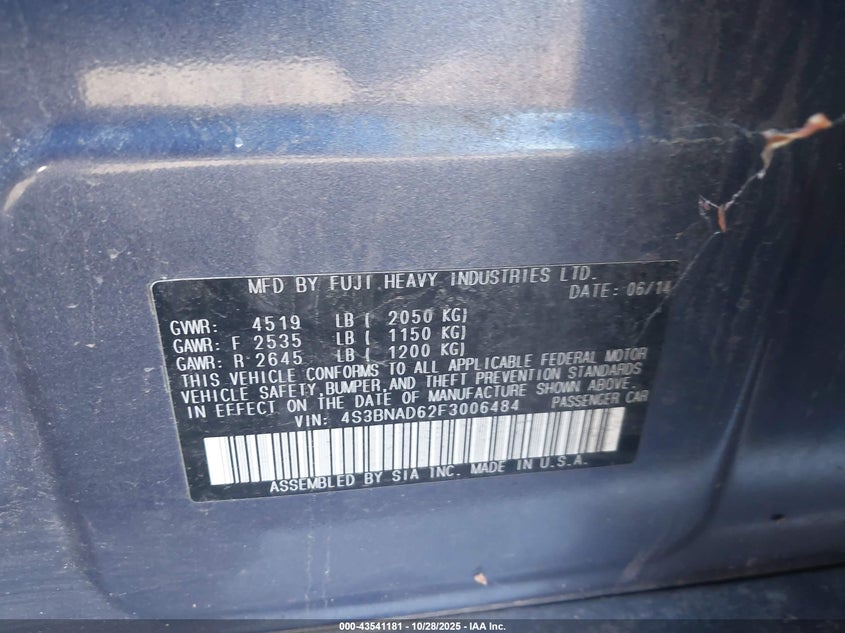 MFD BY FUJI HEAVY INDUSTRIES LTD.
DATE: 06/14
GVWR: 4519 LB ( 2050 KG)
GAWR: F 2535 LB ( 1150 KG)
GAWR: R 2645 LB ( 1200 KG)
THIS VEHICLE CONFORMS TO ALL APPLICABLE FEDERAL MOTOR
VEHICLE SAFETY,BUMPER,AND THEFT PREVENTION STANDARDS
IN EFFECT ON THE DATE OF MANUFACTURE SHOWN ABOVE.
VIN: 4S3BNAD62F3006484 PASSENGER CAR
ASSEMBLED BY SIA INC. MADE IN U.S.A.
000-43541181 - 10/28/2025 - IAA Inc.